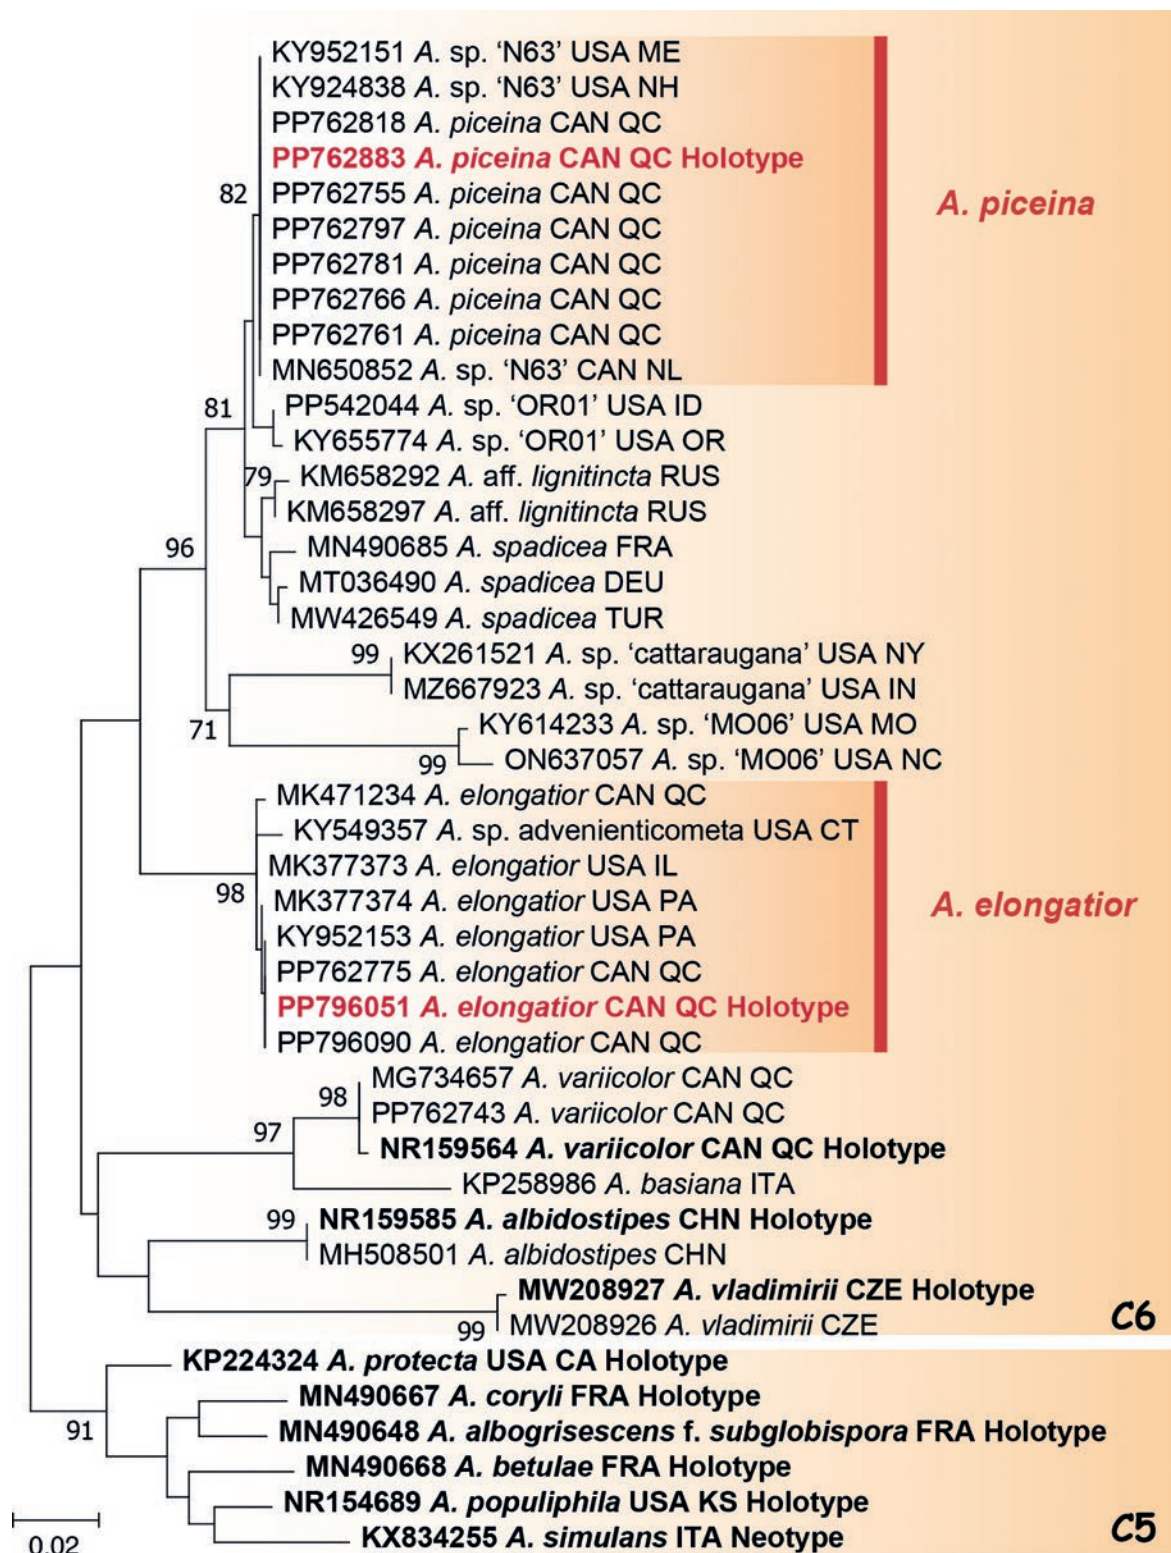 KY952151 A. sp. ‘N63’ USA ME
KY924838 A. sp. ‘N63’ USA NH
PP762818 A. piceina CAN QC
PP762883 A. piceina CAN QC Holotype
82
PP762755 A. piceina CAN QC
A. piceina
PP762797 A. piceina CAN QC
PP762781 A. piceina CAN QC
PP762766 A. piceina CAN QC
PP762761 A. piceina CAN QC
MN650852 A. sp. ‘N63’ CAN NL
81
PP542044 A. sp. ‘OR01’ USA ID
KY655774 A. sp. ‘OR01’ USA OR
79
KM658292 A. aff. lignitincta RUS
KM658297 A. aff. lignitincta RUS
96
MN490685 A. spadicea FRA
MT036490 A. spadicea DEU
MW426549 A. spadicea TUR
99
KX261521 A. sp. ‘cattaraugana’ USA NY
MZ667923 A. sp. ‘cattaraugana’ USA IN
71
KY614233 A. sp. ‘MO06’ USA MO
99
ON637057 A. sp. ‘MO06’ USA NC
MK471234 A. elongatior CAN QC
KY549357 A. sp. advenienticometa USA CT
MK377373 A. elongatior USA IL
98
MK377374 A. elongatior USA PA
A. elongatior
KY952153 A. elongatior USA PA
PP762775 A. elongatior CAN QC
PP796051 A. elongatior CAN QC Holotype
PP796090 A. elongatior CAN QC
MG734657 A. variicolor CAN QC
98
PP762743 A. variicolor CAN QC
97
NR159564 A. variicolor CAN QC Holotype
KP258986 A. basiana ITA
99
NR159585 A. albidostipes CHN Holotype
MH508501 A. albidostipes CHN
MW208927 A. vladimirii CZE Holotype
99
MW208926 A. vladimirii CZE
C6
KP224324 A. protecta USA CA Holotype
MN490667 A. coryli FRA Holotype
91
MN490648 A. albogrisescens f. subglobispora FRA Holotype
MN490668 A. betulae FRA Holotype
NR154689 A. populiphila USA KS Holotype
KX834255 A. simulans ITA Neotype
C5
0.02